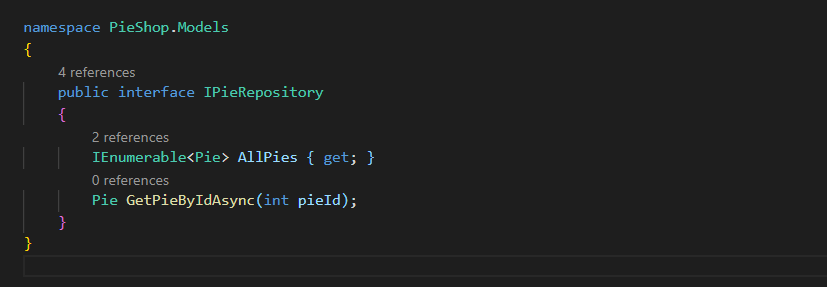 namespace PieShop.Models
{
4 references
public interface IPieRepository
{
2 references
IEnumerable<Pie> AllPies { get; }
0 references
Pie GetPieByIdAsync(int pieId);
}
}